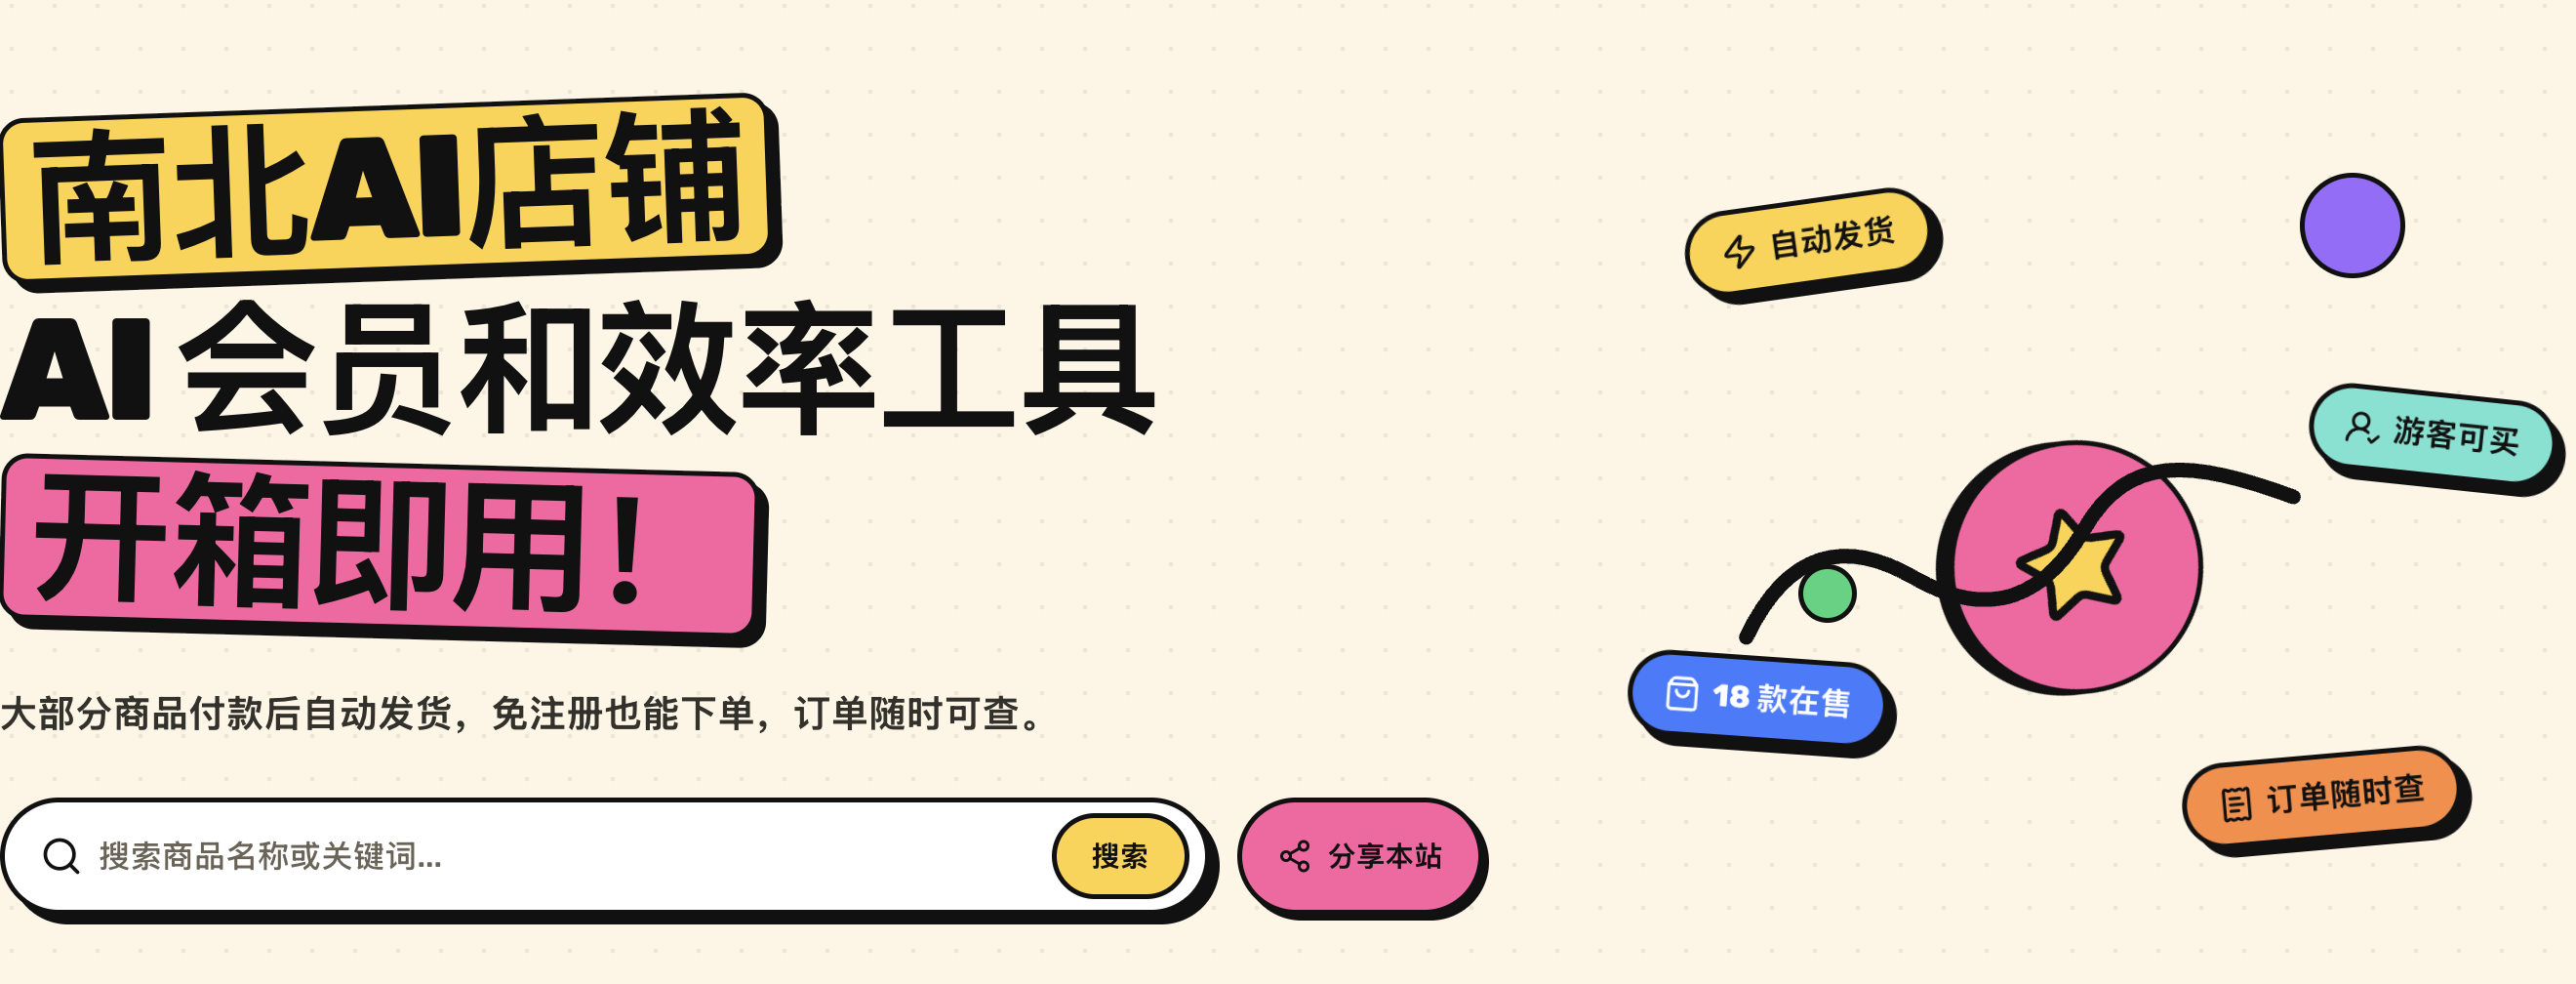 南北AI店铺
AI 会员和效率工具
开箱即用！
大部分商品付款后自动发货，免注册也能下单，订单随时可查。
搜索商品名称或关键词...
搜索
分享本站
自动发货
游客可买
18 款在售
订单随时查